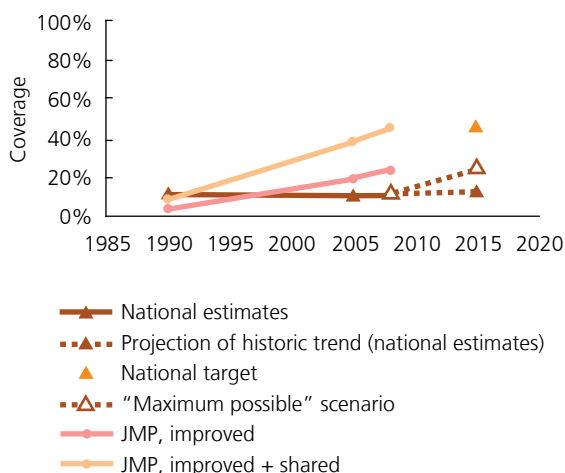 100%
80%
60%
40%
20%
0%
Coverage
1985 1990 1995 2000 2005 2010 2015 2020
National estimates
Projection of historic trend (national estimates)
National target
“Maximum possible” scenario
JMP, improved
JMP, improved + shared